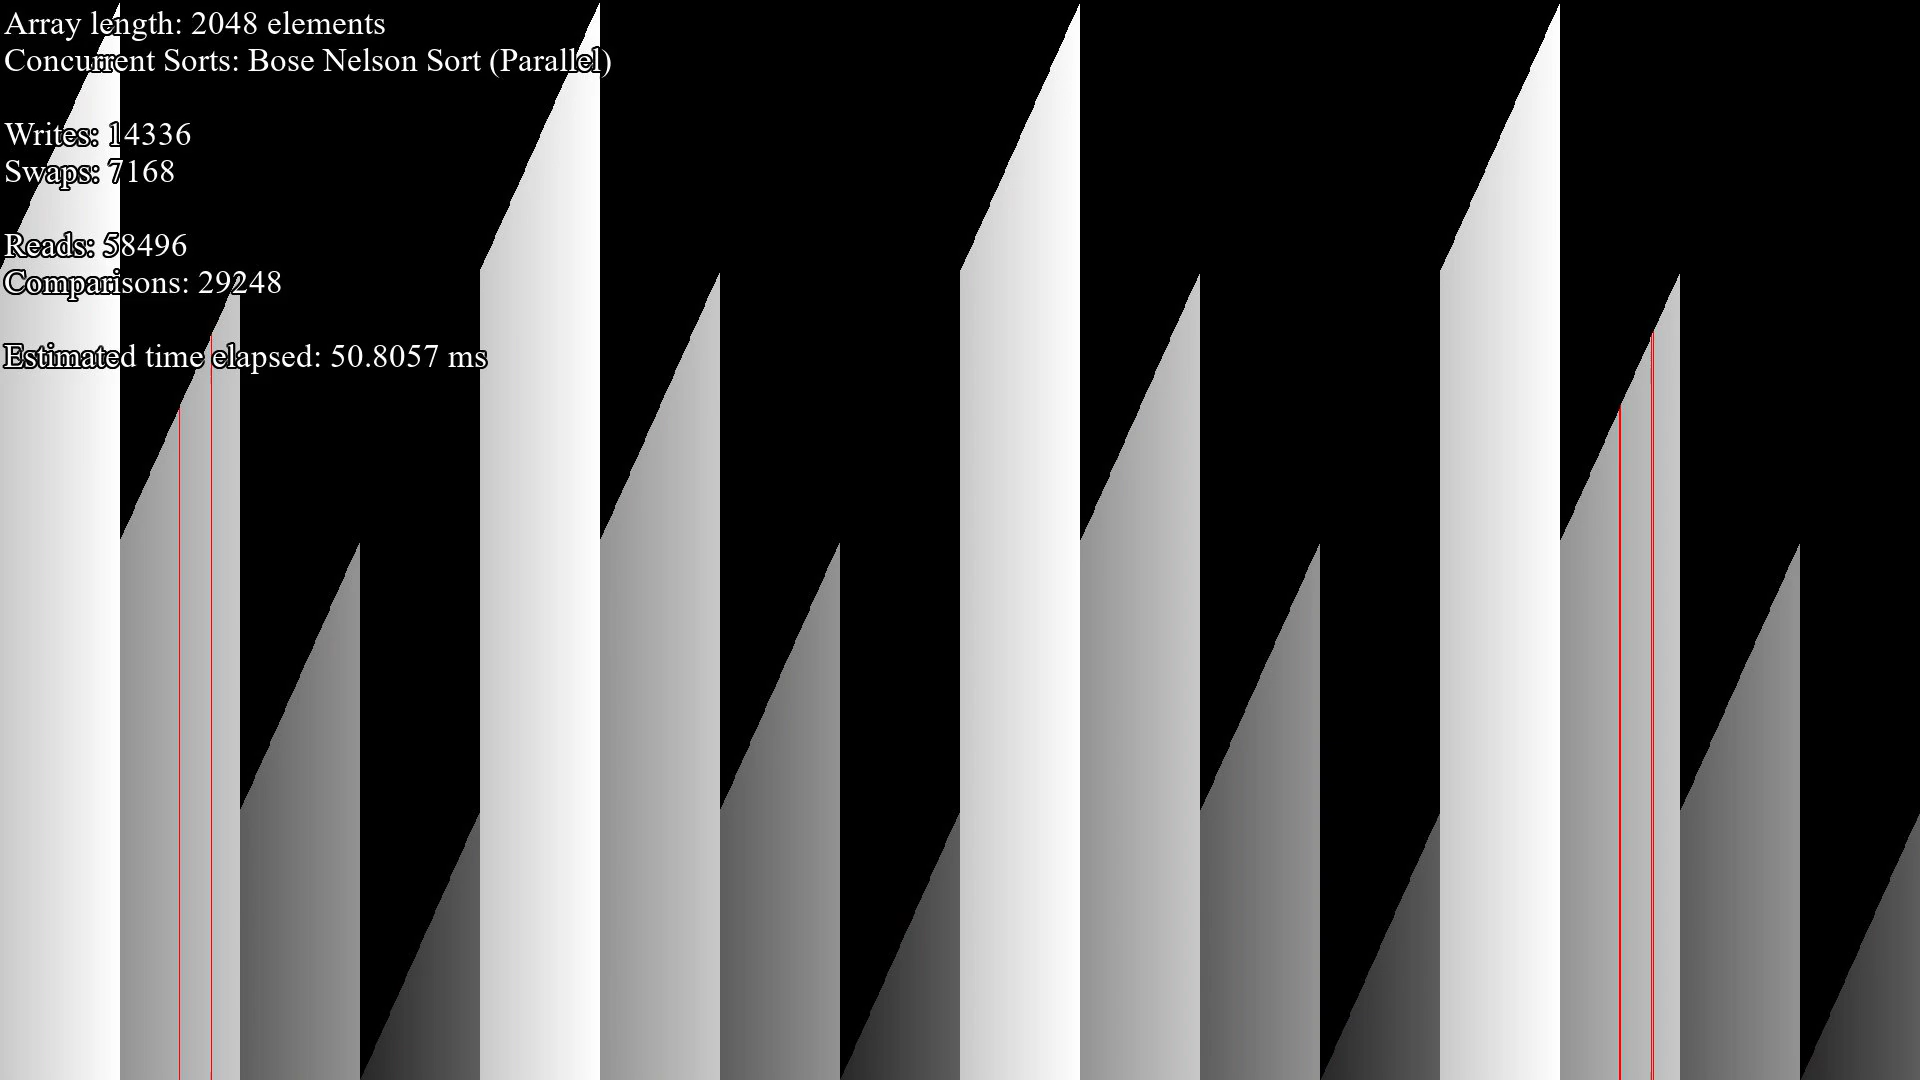 Array length: 2048 elements
Concurrent Sorts: Bose Nelson Sort (Parallel)
Writes: 14336
Swaps: 7168
Reads: 58496
Comparisons: 29248
Estimated time elapsed: 50.8057 ms